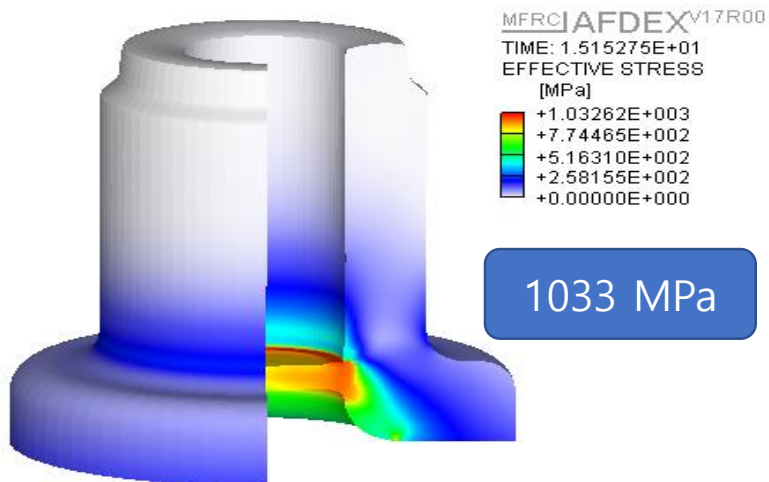 MFRC AFDEX V17R00
TIME: 1.515275E+01
EFFECTIVE STRESS
[MPa]
+1.03262E+003
+7.74465E+002
+5.16310E+002
+2.58155E+002
+0.00000E+000
1033 MPa